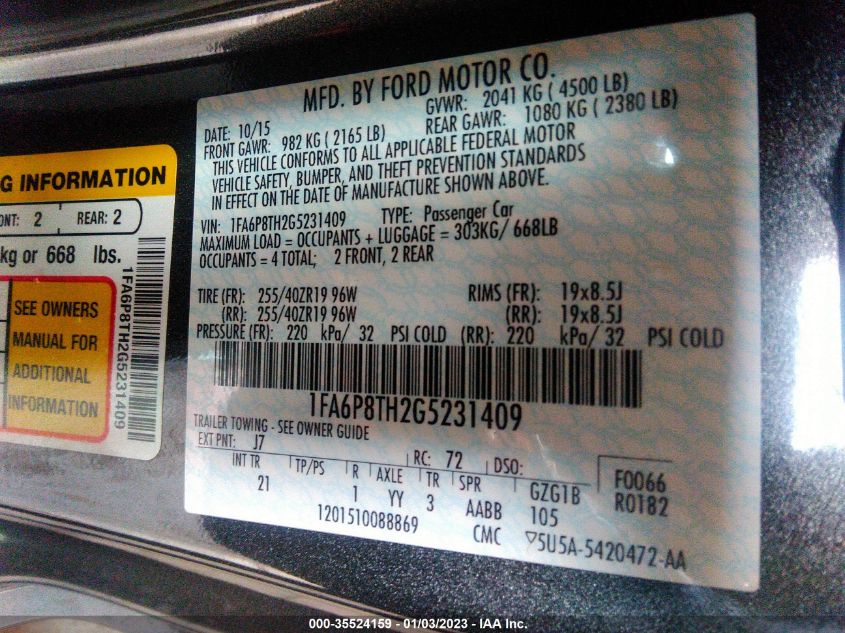 G INFORMATION
ONT: 2 REAR: 2
kg or 668 lbs.
SEE OWNERS
MANUAL FOR
ADDITIONAL
INFORMATION
1FA6P8TH2G5231409
MFD. BY FORD MOTOR CO.
DATE: 10/15 GVWR: 2041 KG ( 4500 LB)
FRONT GAWR: 982 KG ( 2165 LB) REAR GAWR: 1080 KG ( 2380 LB)
THIS VEHICLE CONFORMS TO ALL APPLICABLE FEDERAL MOTOR
VEHICLE SAFETY, BUMPER, AND THEFT PREVENTION STANDARDS
IN EFFECT ON THE DATE OF MANUFACTURE SHOWN ABOVE.
VIN: 1FA6P8TH2G5231409 TYPE: Passenger Car
MAXIMUM LOAD = OCCUPANTS + LUGGAGE = 303KG/ 668LB
OCCUPANTS = 4 TOTAL; 2 FRONT, 2 REAR
TIRE (FR): 255/40ZR19 96W RIMS (FR): 19x8.5J
(RR): 255/40ZR19 96W (RR): 19x8.5J
PRESSURE (FR): 220 kPa/ 32 PSI COLD (RR): 220 kPa/ 32 PSI COLD
1FA6P8TH2G5231409
TRAILER TOWING - SEE OWNER GUIDE
EXT PNT: J7 RC: 72 DSO: F0066
INT TR TP/PS R AXLE TR SPR GZG1B R0182
21 1 YY 3 AABB 105
1201510088869 CMC ▽5U5A-5420472-AA
000-35524159 - 01/03/2023 - © IAA Inc.